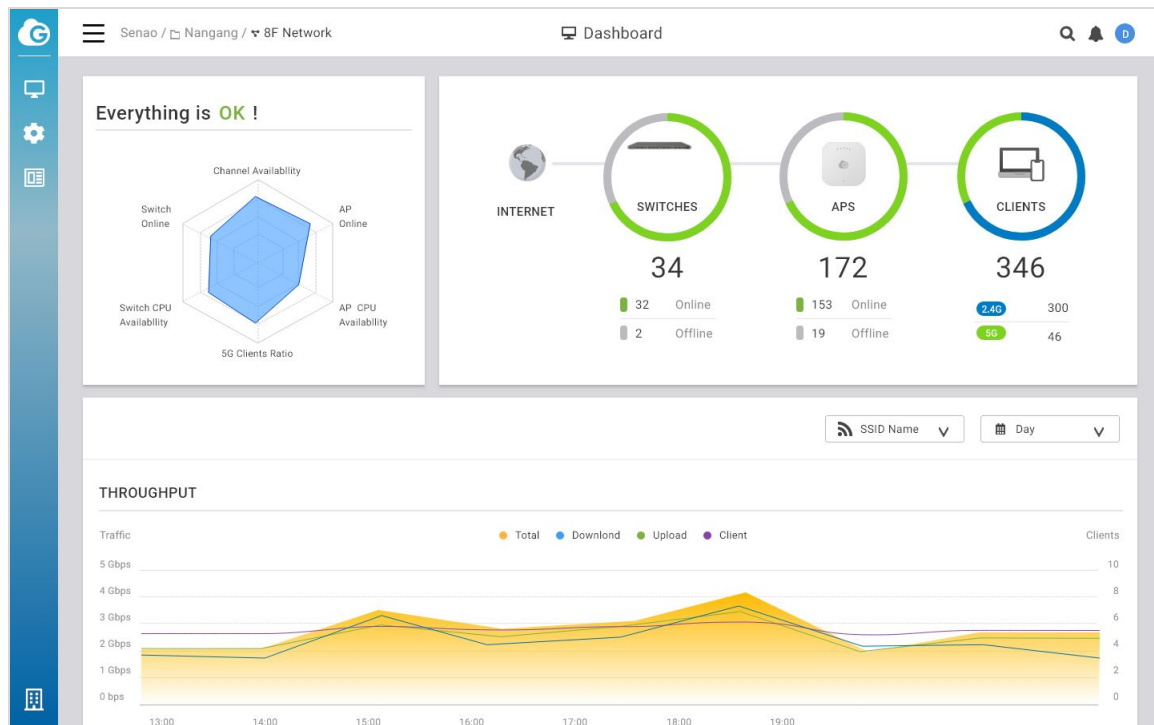 Senao / Nangang / 8F Network
Dashboard
D
Everything is OK !
Channel Availability
Switch Online
AP Online
Switch CPU Availability
AP CPU Availability
5G Clients Ratio
INTERNET
SWITCHES
APS
CLIENTS
34
172
346
32 Online
2 Offline
153 Online
19 Offline
2.4G 300
5G 46
SSID Name
Day
THROUGHPUT
Traffic
Total
Downlond
Upload
Client
Clients
5 Gbps
4 Gbps
3 Gbps
2 Gbps
1 Gbps
0 bps
10
8
6
4
2
0
13:00
14:00
15:00
16:00
17:00
18:00
19:00